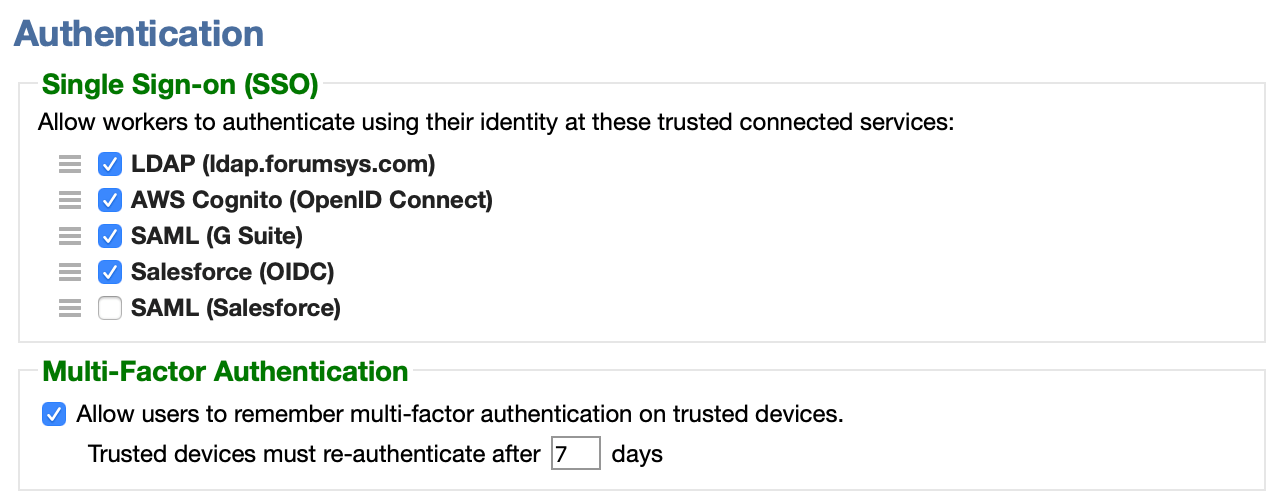 Authentication
Single Sign-on (SSO)
Allow workers to authenticate using their identity at these trusted connected services:
LDAP (ldap.forumsys.com)
AWS Cognito (OpenID Connect)
SAML (G Suite)
Salesforce (OIDC)
SAML (Salesforce)
Multi-Factor Authentication
Allow users to remember multi-factor authentication on trusted devices.
Trusted devices must re-authenticate after 7 days